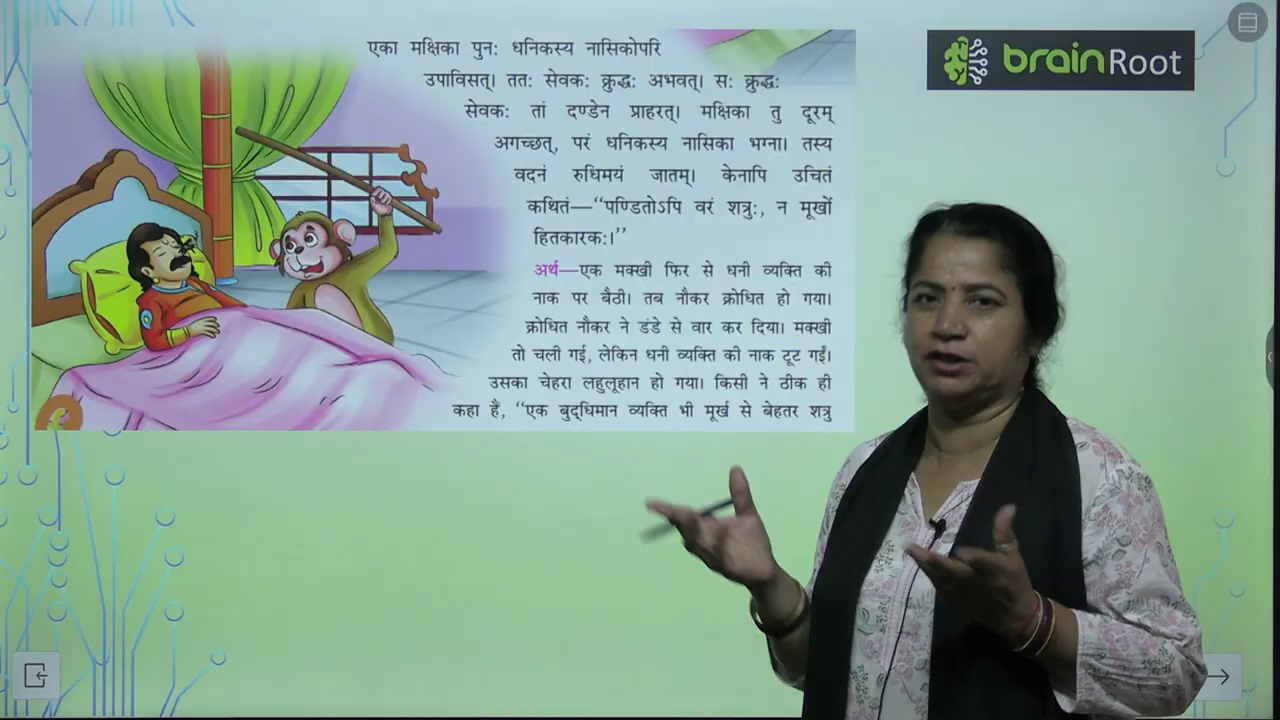 एका मक्षिका पुनः धनिकस्य नासिकोपरि
उपाविसत्। ततः सेवकः क्रुद्धः अभवत्। सः क्रुद्धः
सेवकः तां दण्डेन प्राहरत्। मक्षिका तु दूरम्
अगच्छत्, परं धनिकस्य नासिका भग्ना। तस्य
वदनं रुधिमयं जातम्। केनापि उचितं
कथितं—“पण्डितोऽपि वरं शत्रुः, न मूर्खो
हितकारकः।”
अर्थ—एक मक्खी फिर से धनी व्यक्ति की
नाक पर बैठी। तब नौकर क्रोधित हो गया।
क्रोधित नौकर ने डंडे से वार कर दिया। मक्खी
तो चली गई, लेकिन धनी व्यक्ति की नाक टूट गईं।
उसका चेहरा लहुलूहान हो गया। किसी ने ठीक ही
कहा हैं, “एक बुद्‌धिमान व्यक्ति भी मूर्ख से बेहतर शत्रु
brainRoot